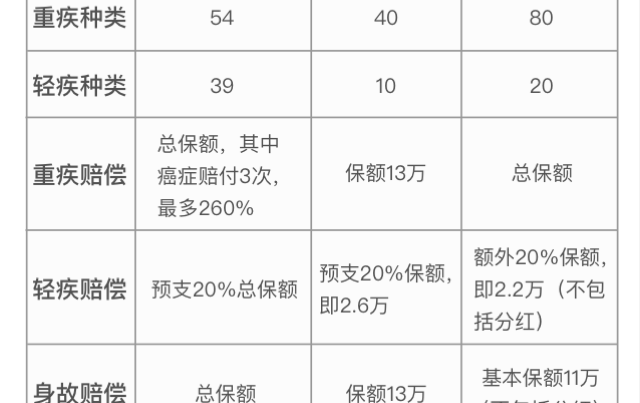 重疾种类 54 40 80
轻疾种类 39 10 20
重疾赔偿
总保额，其中
癌症赔付3次，
最多260%
保额13万
总保额
轻疾赔偿
预支20%总保额
预支20%保额，
即2.6万
额外20%保额，
即2.2万（不包
括分红）
身故赔偿
总保额
保额13万
基本保额11万